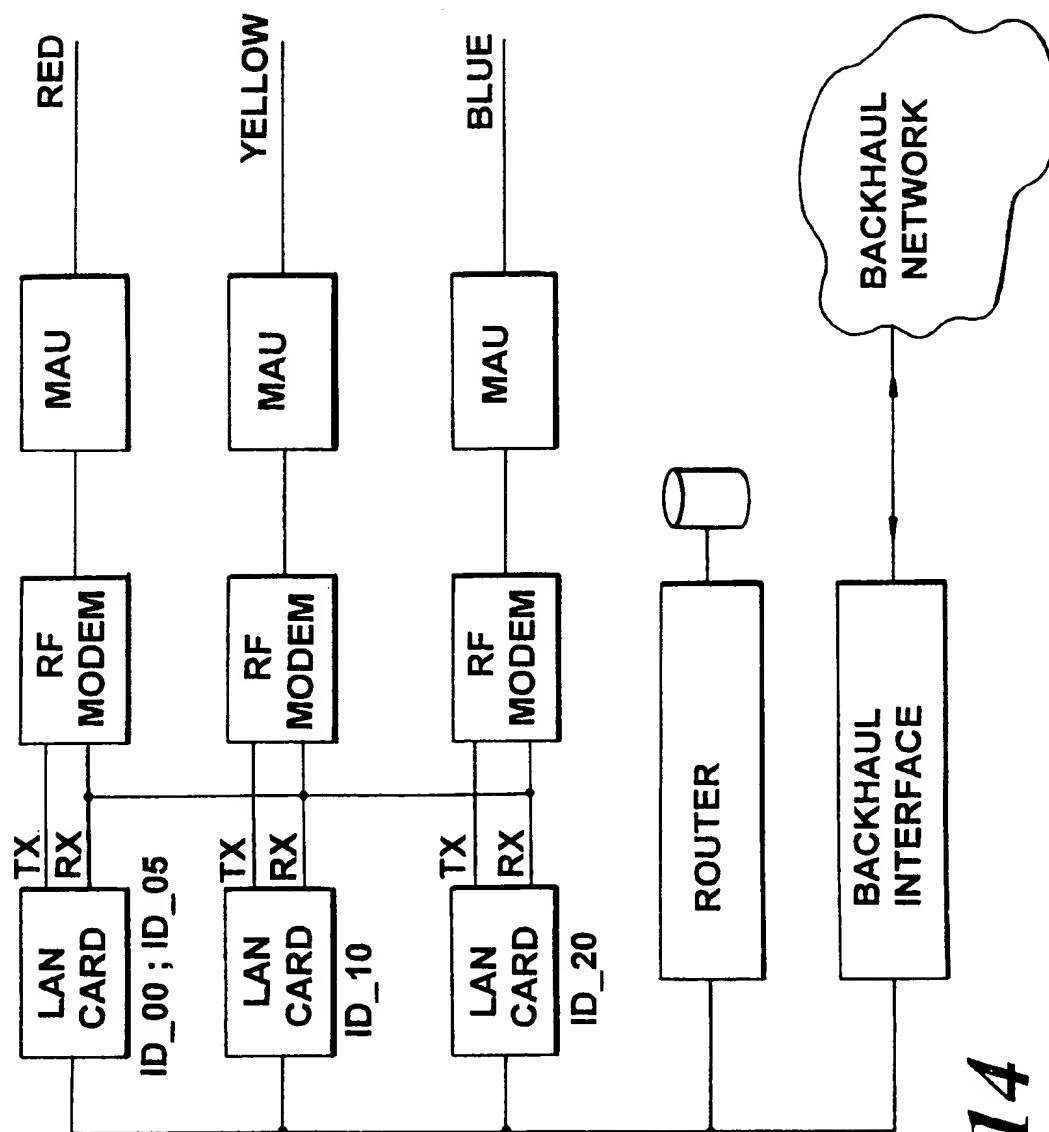 RED
MAU
RF
MODEM
TX
RX
LAN
CARD
ID_00 ; ID_05
YELLOW
MAU
RF
MODEM
TX
RX
LAN
CARD
ID_10
BLUE
MAU
RF
MODEM
TX
RX
LAN
CARD
ID_20
ROUTER
BACKHAUL
INTERFACE
BACKHAUL
NETWORK
14